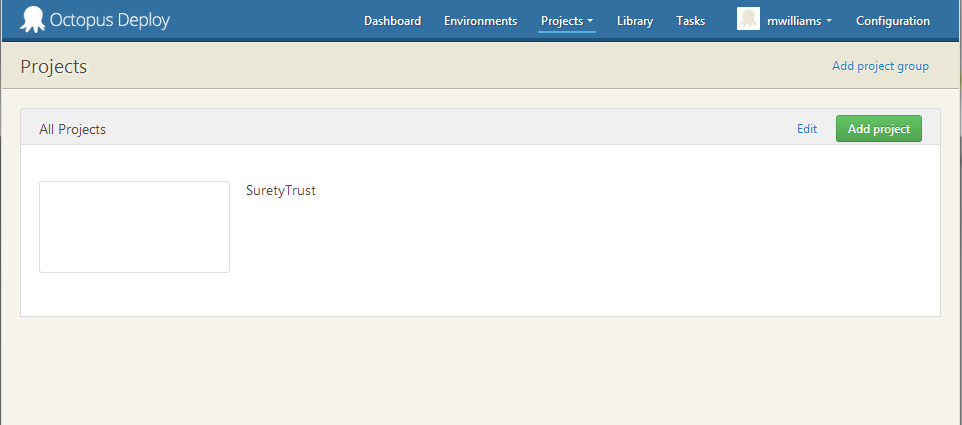 Octopus Deploy Dashboard Environments Projects Library Tasks mwilliams Configuration
Projects Add project group
All Projects Edit Add project
SuretyTrust